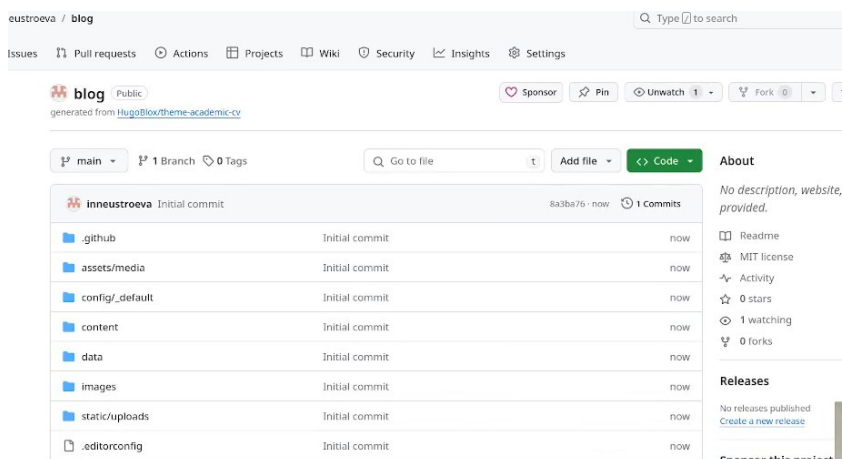 eustroeva / blog
Type / to search
Issues Pull requests Actions Projects Wiki Security Insights Settings
blog Public
Sponsor Pin Unwatch 1 Fork 0
generated from HugoBlox/theme-academic-cv
main 1 Branch 0 Tags
Go to file t Add file Code
About
No description, website,
provided.
inneustroeva Initial commit 8a3ba76 · now 1 Commits
.github Initial commit now
Readme
assets/media Initial commit now
MIT license
Activity
config/_default Initial commit now
0 stars
content Initial commit now
1 watching
0 forks
data Initial commit now
images Initial commit now
Releases
No releases published
static/uploads Initial commit now
Create a new release
.editorconfig Initial commit now
Sponsor this project